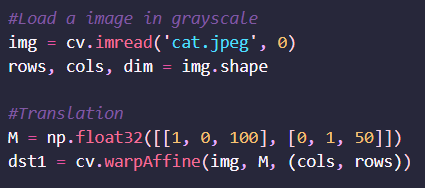 #Load a image in grayscale
img = cv.imread('cat.jpeg', 0)
rows, cols, dim = img.shape
#Translation
M = np.float32([[1, 0, 100], [0, 1, 50]])
dst1 = cv.warpAffine(img, M, (cols, rows))